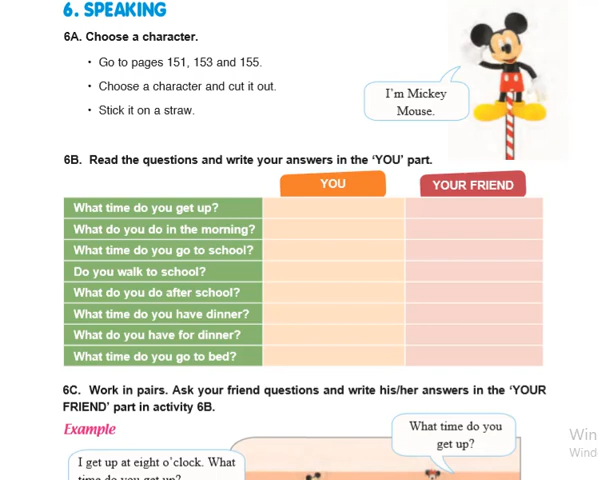 6. SPEAKING
6A. Choose a character.
• Go to pages 151, 153 and 155.
• Choose a character and cut it out.
• Stick it on a straw.
I'm Mickey
Mouse.
6B. Read the questions and write your answers in the 'YOU' part.
YOU YOUR FRIEND
What time do you get up?
What do you do in the morning?
What time do you go to school?
Do you walk to school?
What do you do after school?
What time do you have dinner?
What do you have for dinner?
What time do you go to bed?
6C. Work in pairs. Ask your friend questions and write his/her answers in the 'YOUR
FRIEND' part in activity 6B.
Example
What time do you
get up?
I get up at eight o'clock. What
time do you get up?
Win
Wind